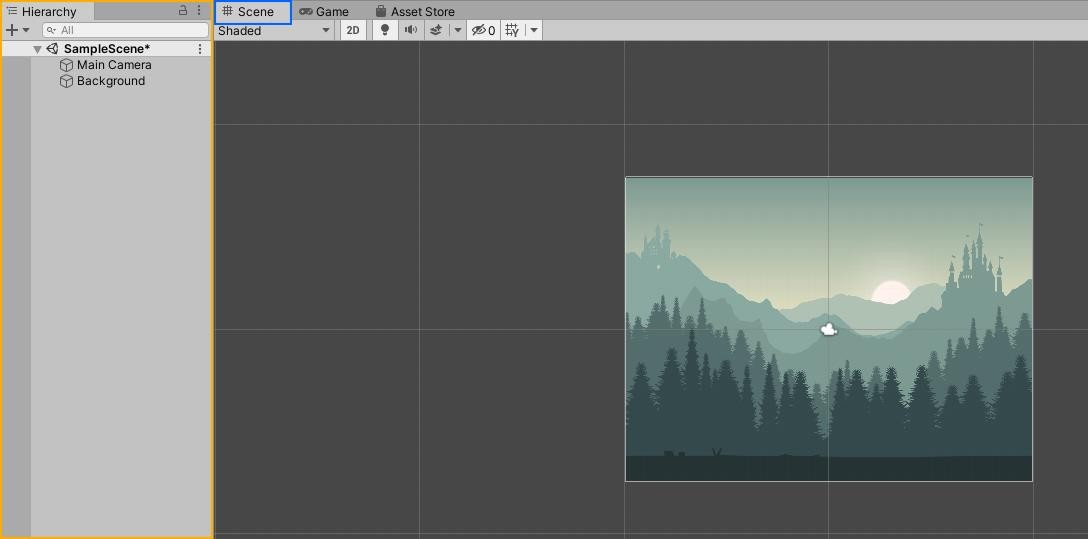 Hierarchy
All
SampleScene*
Main Camera
Background
Scene Game Asset Store
Shaded 2D 0